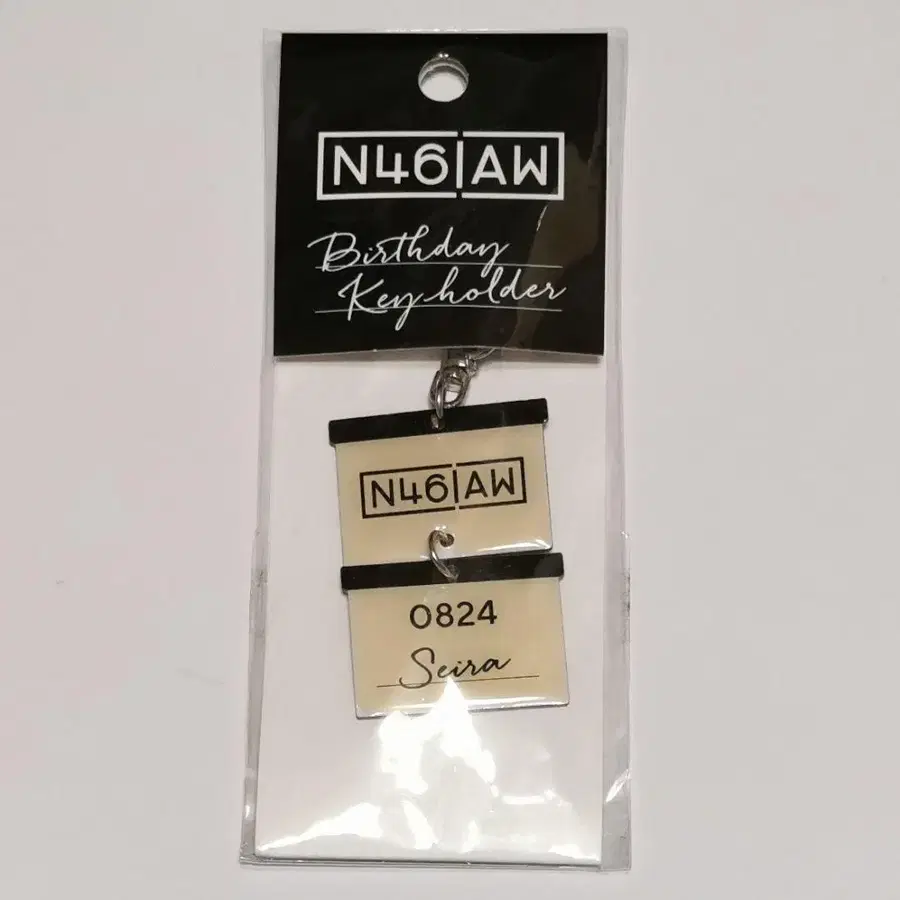 N46|AW
Birthday
Key holder
N46|AW
0824
Seira